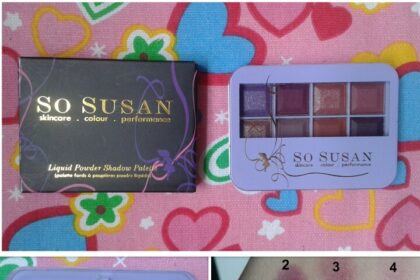 SO SUSAN
skincare . colour . performance
Liquid Powder Shadow Palette
SO SUSAN
skincare . colour . performance
2 3 4